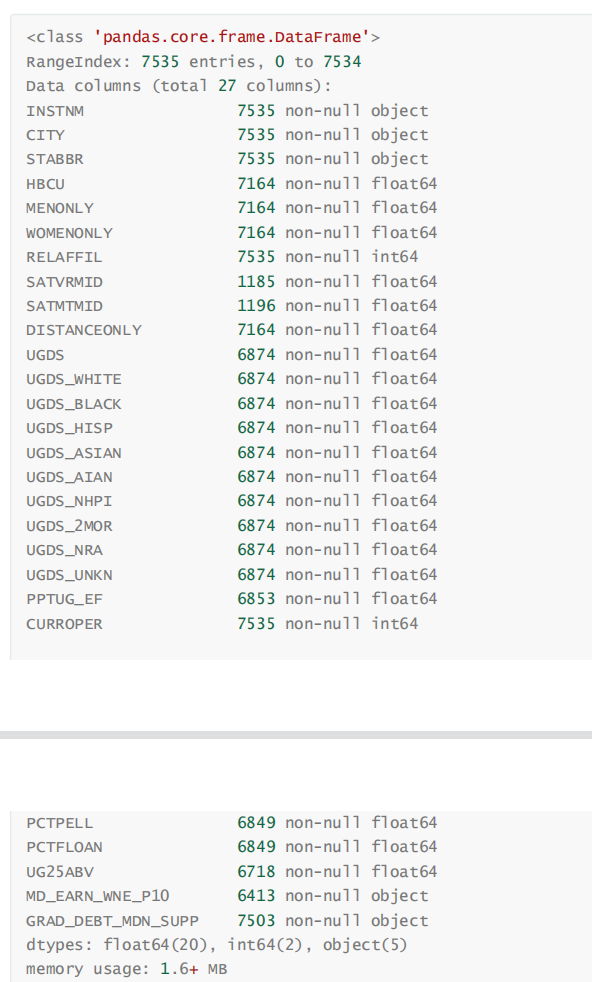 <class 'pandas.core.frame.DataFrame'>
RangeIndex: 7535 entries, 0 to 7534
Data columns (total 27 columns):
INSTNM 7535 non-null object
CITY 7535 non-null object
STABBR 7535 non-null object
HBCU 7164 non-null float64
MENONLY 7164 non-null float64
WOMENONLY 7164 non-null float64
RELAFFIL 7535 non-null int64
SATVRMID 1185 non-null float64
SATMTMID 1196 non-null float64
DISTANCEONLY 7164 non-null float64
UGDS 6874 non-null float64
UGDS_WHITE 6874 non-null float64
UGDS_BLACK 6874 non-null float64
UGDS_HISP 6874 non-null float64
UGDS_ASIAN 6874 non-null float64
UGDS_AIAN 6874 non-null float64
UGDS_NHPI 6874 non-null float64
UGDS_2MOR 6874 non-null float64
UGDS_NRA 6874 non-null float64
UGDS_UNKN 6874 non-null float64
PPTUG_EF 6853 non-null float64
CURROPER 7535 non-null int64
PCTPELL 6849 non-null float64
PCTFLOAN 6849 non-null float64
UG25ABV 6718 non-null float64
MD_EARN_WNE_P10 6413 non-null object
GRAD_DEBT_MDN_SUPP 7503 non-null object
dtypes: float64(20), int64(2), object(5)
memory usage: 1.6+ MB